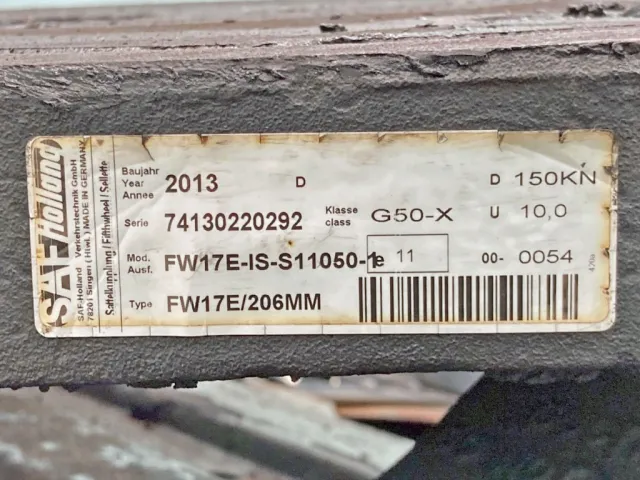 SAF Holland
SAF-Holland Verkehrstechnik GmbH
78201 Singen (Htwl.) MADE IN GERMANY
Sattelkupplung / Fifthwheel / Sellette
Baujahr
Year
Annee
2013 D D 150KN
Serie 74130220292 Klasse
class G50-X U 10,0
Mod.
Ausf. FW17E-IS-S11050-1 e 11 00- 0054
Type FW17E/206MM